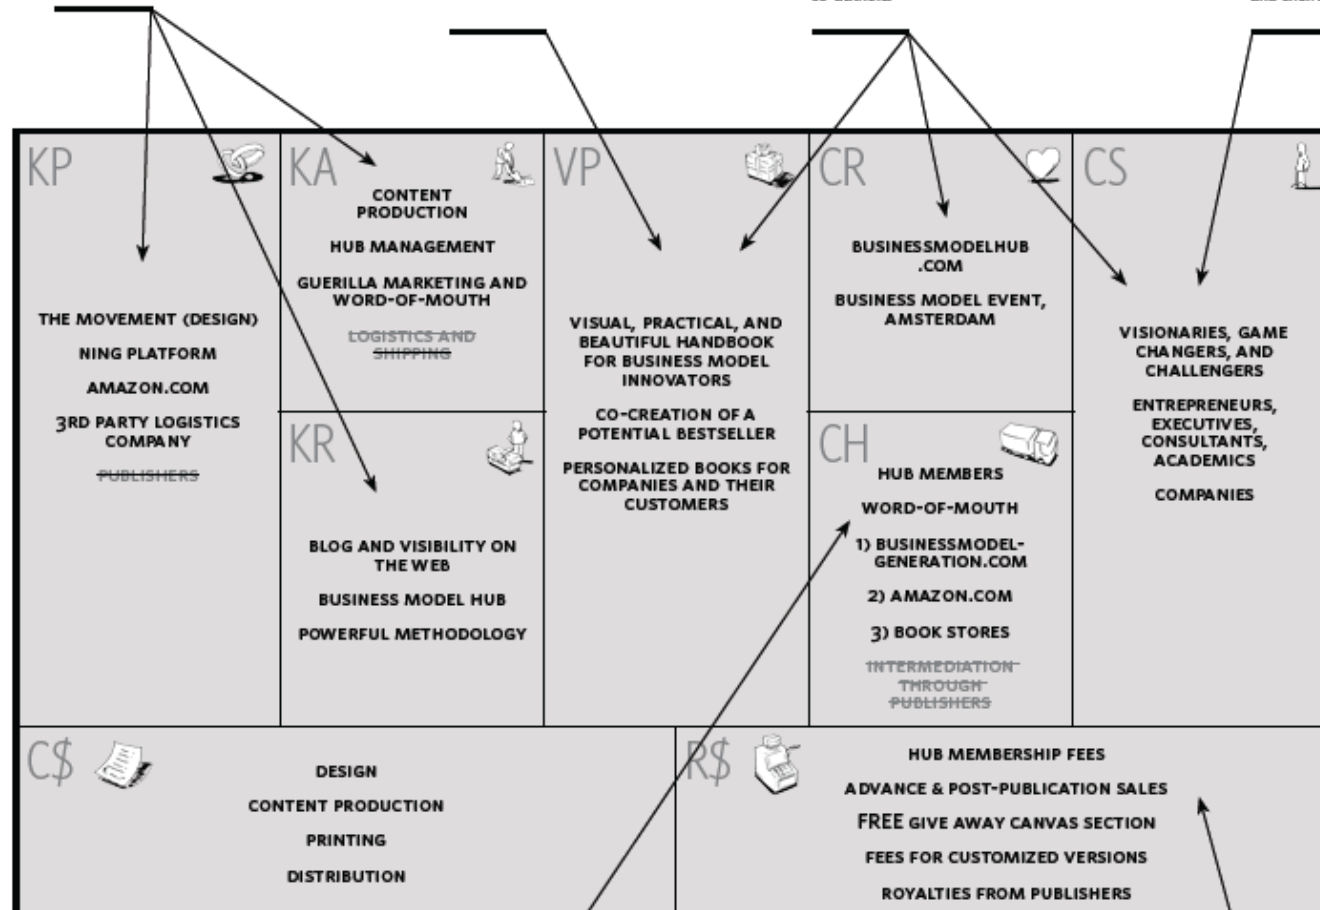 KP
THE MOVEMENT (DESIGN)
NING PLATFORM
AMAZON.COM
3RD PARTY LOGISTICS
COMPANY
PUBLISHERS
KA
CONTENT
PRODUCTION
HUB MANAGEMENT
GUERILLA MARKETING AND
WORD-OF-MOUTH
LOGISTICS AND
SHIPPING
KR
BLOG AND VISIBILITY ON
THE WEB
BUSINESS MODEL HUB
POWERFUL METHODOLOGY
VP
VISUAL, PRACTICAL, AND
BEAUTIFUL HANDBOOK
FOR BUSINESS MODEL
INNOVATORS
CO-CREATION OF A
POTENTIAL BESTSELLER
PERSONALIZED BOOKS FOR
COMPANIES AND THEIR
CUSTOMERS
CR
BUSINESSMODELHUB
.COM
BUSINESS MODEL EVENT,
AMSTERDAM
CH
HUB MEMBERS
WORD-OF-MOUTH
1) BUSINESSMODEL-
GENERATION.COM
2) AMAZON.COM
3) BOOK STORES
INTERMEDIATION
THROUGH
PUBLISHERS
CS
VISIONARIES, GAME
CHANGERS, AND
CHALLENGERS
ENTREPRENEURS,
EXECUTIVES,
CONSULTANTS,
ACADEMICS
COMPANIES
C$
DESIGN
CONTENT PRODUCTION
PRINTING
DISTRIBUTION
R$
HUB MEMBERSHIP FEES
ADVANCE & POST-PUBLICATION SALES
FREE GIVE AWAY CANVAS SECTION
FEES FOR CUSTOMIZED VERSIONS
ROYALTIES FROM PUBLISHERS